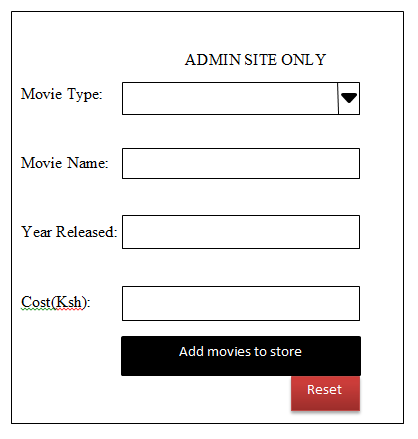 ADMIN SITE ONLY
Movie Type:
Movie Name:
Year Released:
Cost(Ksh):
Add movies to store
Reset